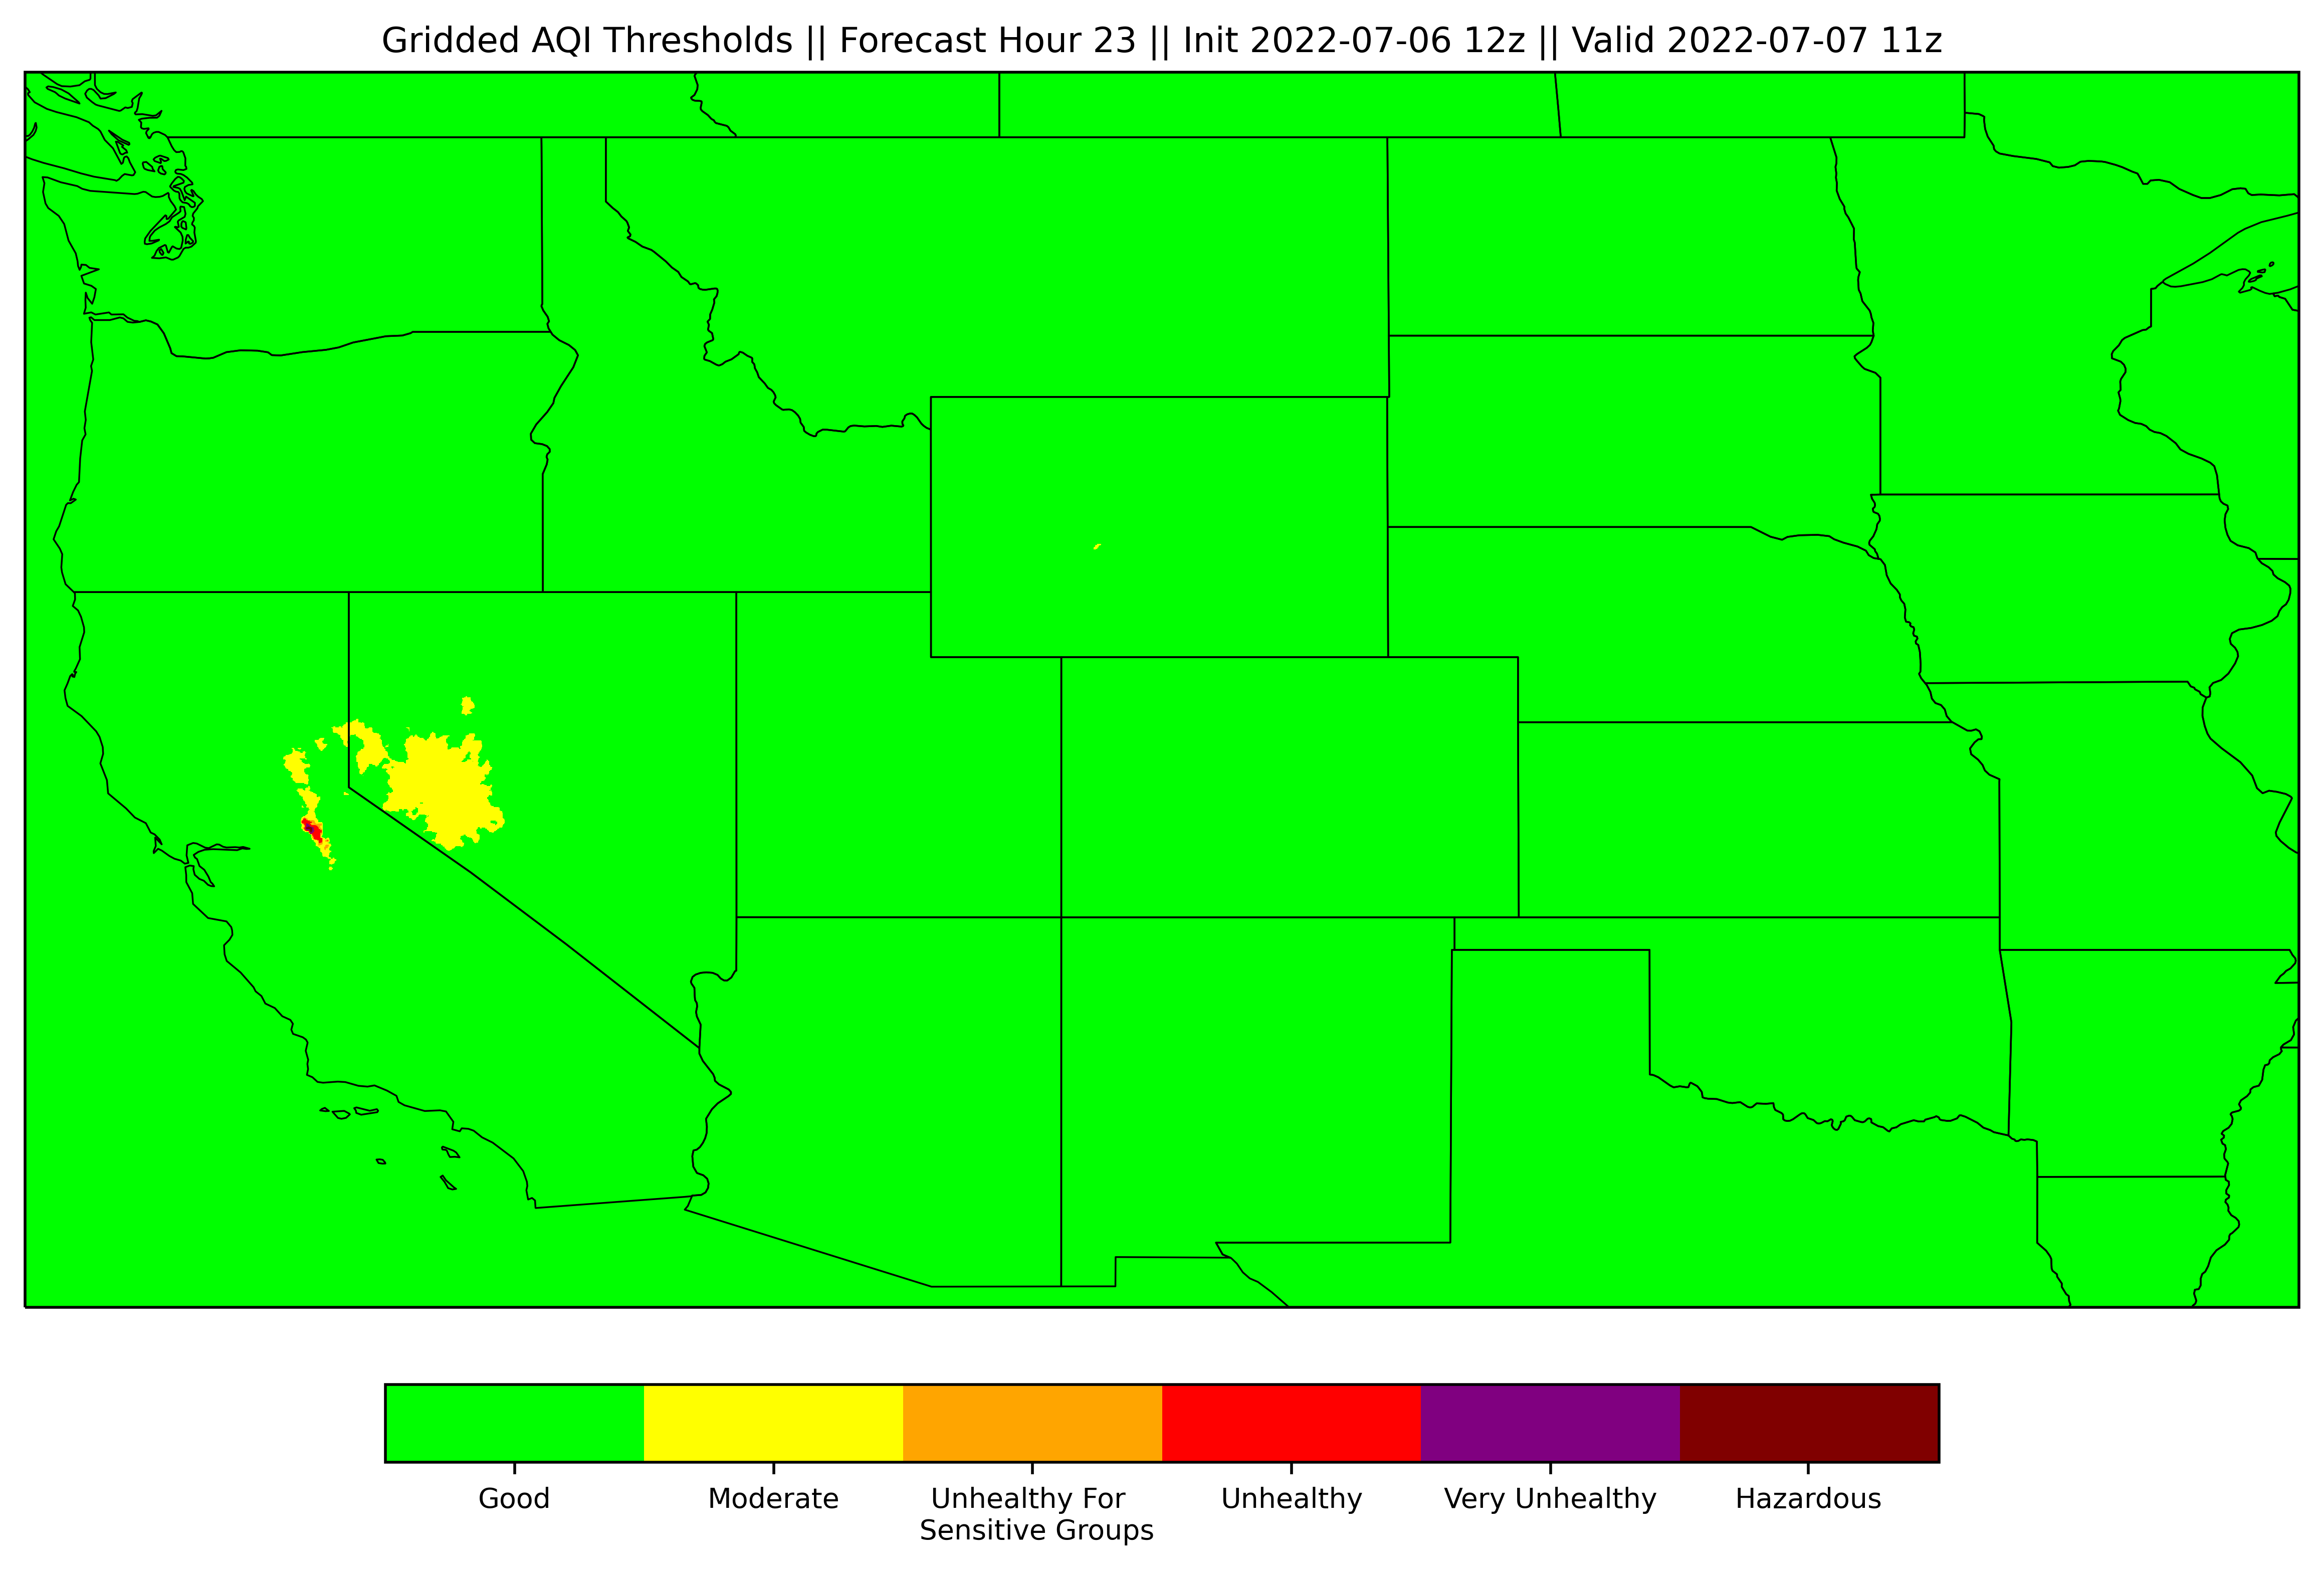 Gridded AQI Thresholds || Forecast Hour 23 || Init 2022-07-06 12z || Valid 2022-07-07 11z
Good
Moderate
Unhealthy For
Sensitive Groups
Unhealthy
Very Unhealthy
Hazardous